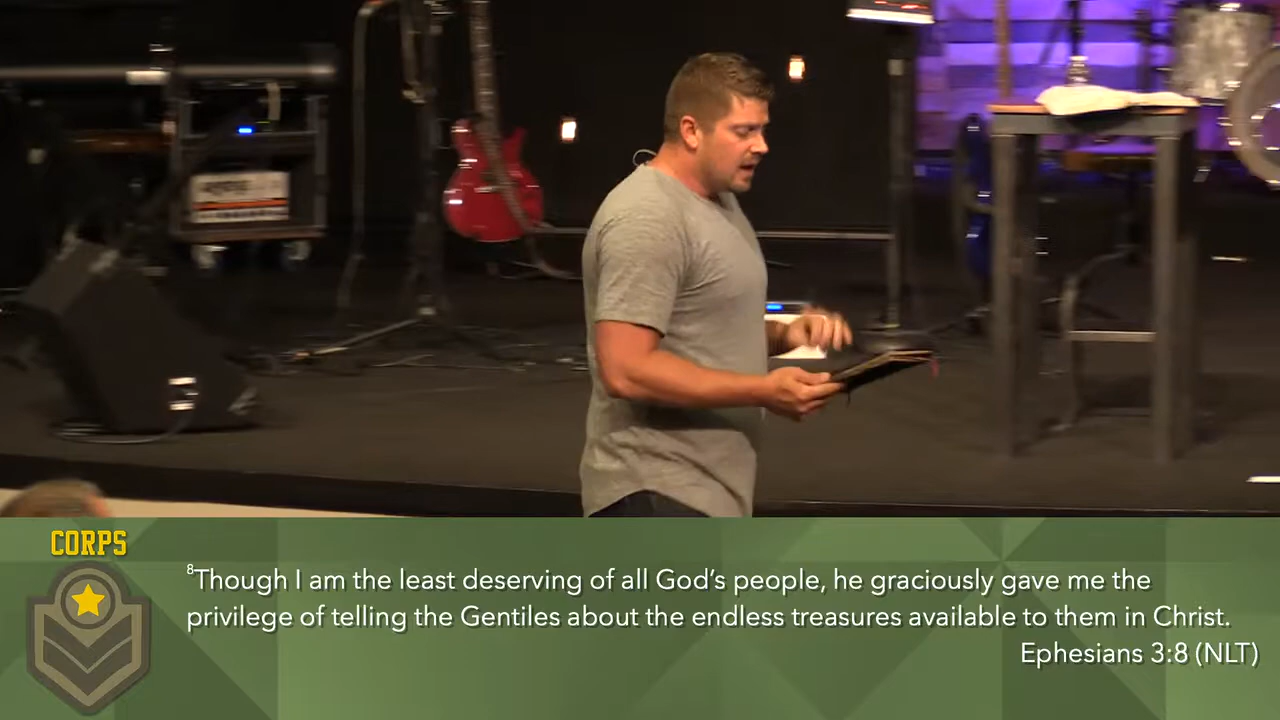 CORPS
⁸Though I am the least deserving of all God's people, he graciously gave me the
privilege of telling the Gentiles about the endless treasures available to them in Christ.
Ephesians 3:8 (NLT)